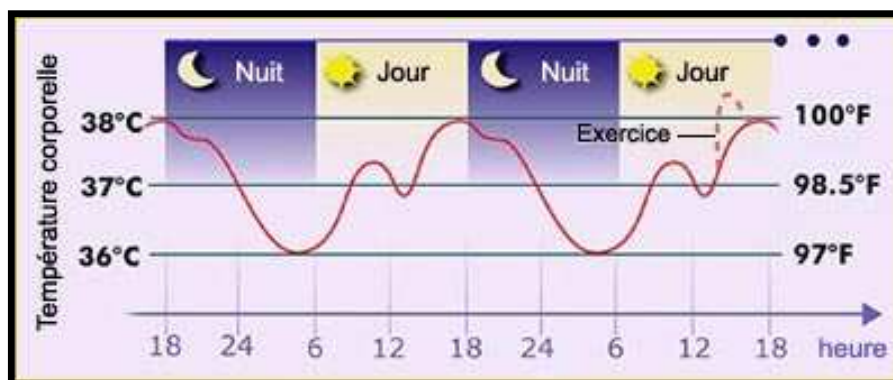 Température corporelle
Nuit Jour Nuit Jour
38°C 100°F
Exercice
37°C 98.5°F
36°C 97°F
18 24 6 12 18 24 6 12 18 heure